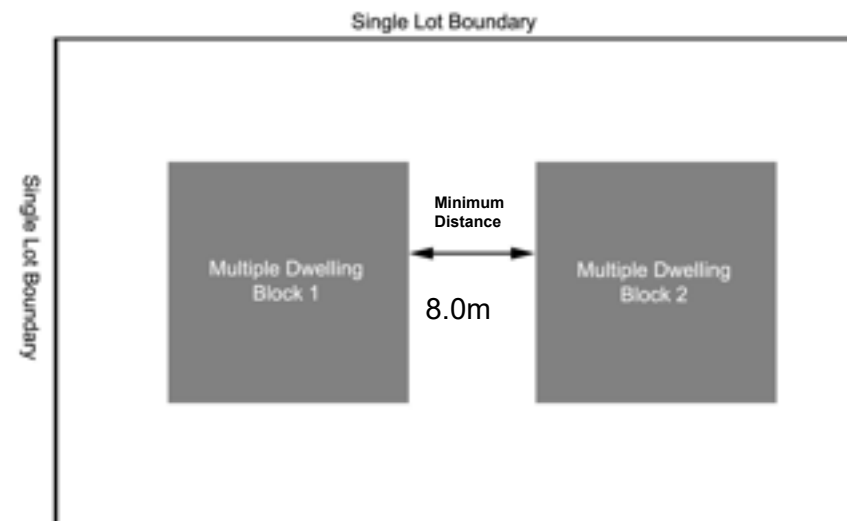 Single Lot Boundary
Single Lot Boundary
Minimum
Distance
Multiple Dwelling
Block 1
8.0m
Multiple Dwelling
Block 2